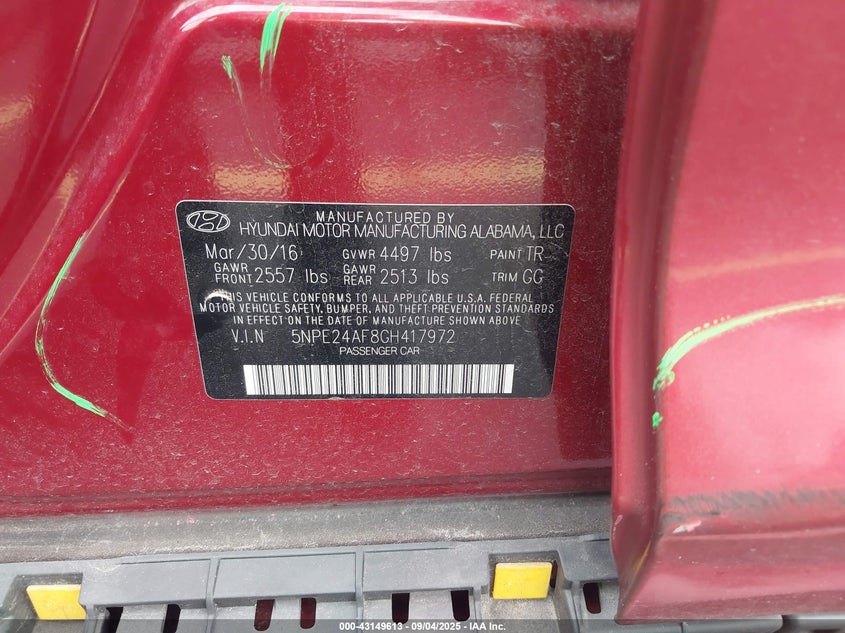 MANUFACTURED BY
HYUNDAI MOTOR MANUFACTURING ALABAMA, LLC
Mar/30/16 GVWR 4497 lbs PAINT TR
GAWR FRONT 2557 lbs GAWR REAR 2513 lbs TRIM GG
THIS VEHICLE CONFORMS TO ALL APPLICABLE U.S.A. FEDERAL
MOTOR VEHICLE SAFETY, BUMPER, AND THEFT PREVENTION STANDARDS
IN EFFECT ON THE DATE OF MANUFACTURE SHOWN ABOVE
V.I.N 5NPE24AF8GH417972
PASSENGER CAR
000-43149613 - 09/04/2025 - IAA Inc.